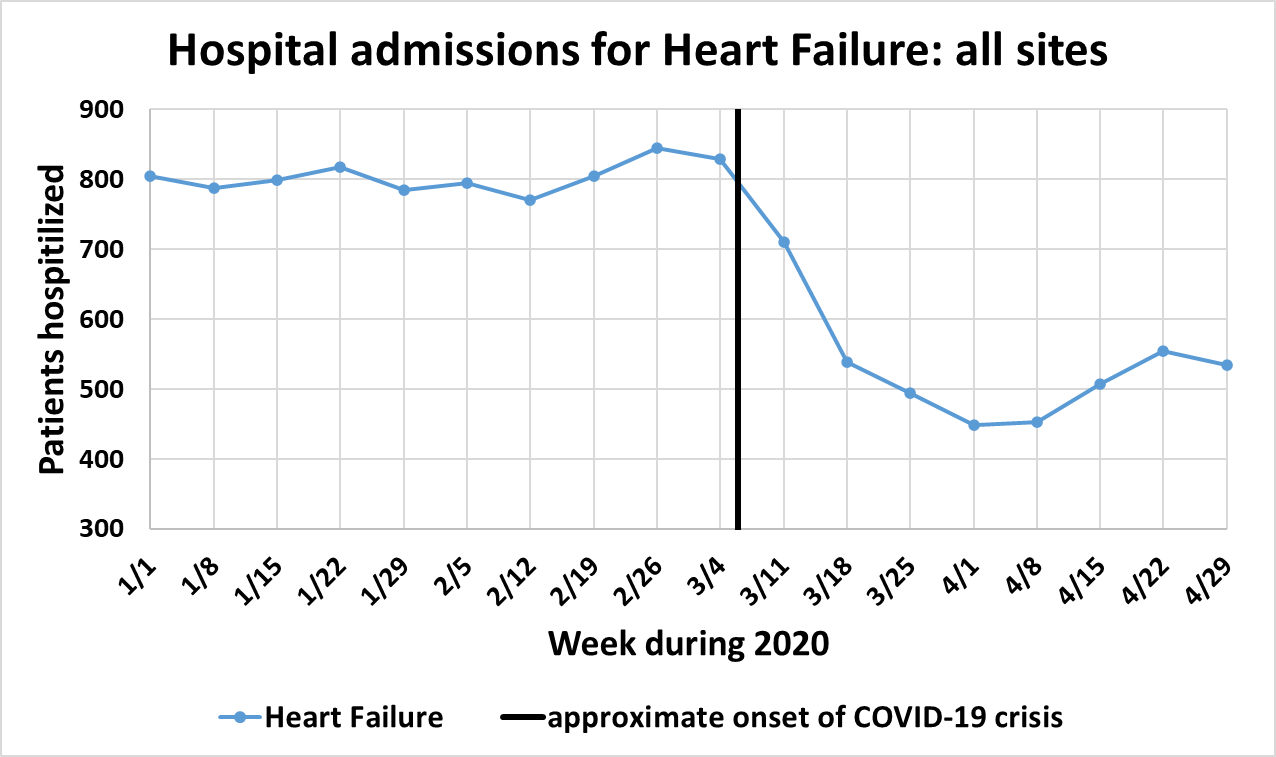 Hospital admissions for Heart Failure: all sites
Patients hospitilized
900
800
700
600
500
400
300
1/1 1/8 1/15 1/22 1/29 2/5 2/12 2/19 2/26 3/4 3/11 3/18 3/25 4/1 4/8 4/15 4/22 4/29
Week during 2020
Heart Failure approximate onset of COVID-19 crisis